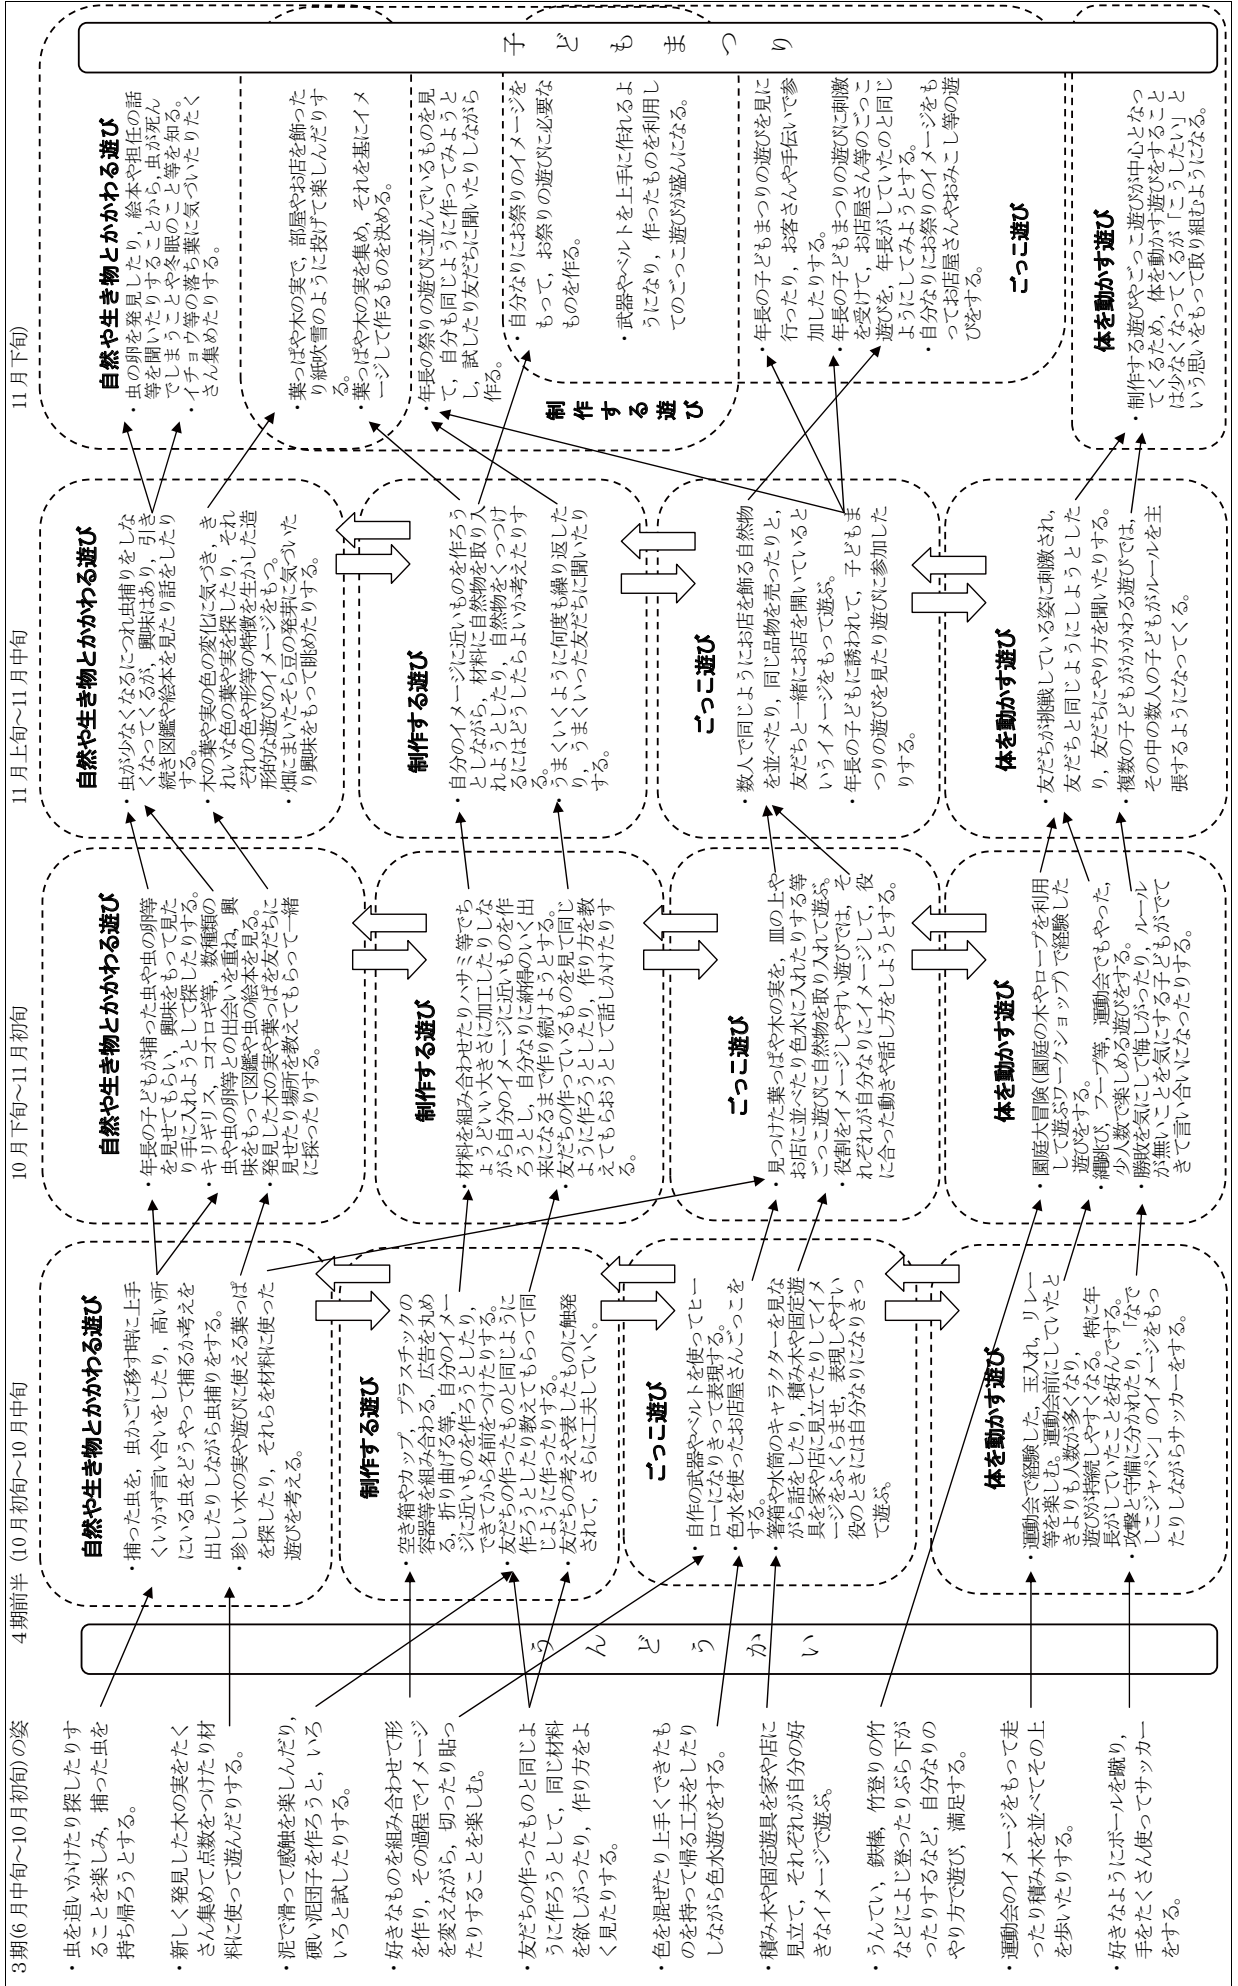 3期(6月中旬~10月初旬)の姿
・虫を追いかけたり探したりす
ることを楽しみ，捕った虫を
持ち帰ろうとする。
・新しく発見した木の実をたく
さん集めて点数をつけたり材
料に使って遊んだりする。
・泥で滑って感触を楽しんだり，
硬い泥団子を作ろうと，いろ
いろと試したりする。
・好きなものを組み合わせて形
を作り，その過程でイメージ
を変えながら，切ったり貼っ
たりすることを楽しむ。
・友だちの作ったものと同じよ
うに作ろうとして，同じ材料
を欲しがったり，作り方をよ
く見たりする。
・色を混ぜたり上手くできたも
のを持って帰る工夫をしたり
しながら色水遊びをする。
・積み木や固定遊具を家や店に
見立て，それぞれが自分の好
きなイメージで遊ぶ。
・うんてい，鉄棒，竹登りの竹
などによじ登ったりぶら下が
ったりするなど，自分なりの
やり方で遊び，満足する。
・運動会のイメージをもって走
ったり積み木を並べてその上
を歩いたりする。
・好きなようにボールを蹴り，
手をたくさん使ってサッカー
をする。
うんどうかい
4期前半（10月初旬~10月中旬
自然や生き物とかかわる遊び
・捕った虫を，虫かごに移す時に上手
くいかず言い合いをしたり，高い所
にいる虫をどうやって捕るか考えを
出したりしながら虫捕りをする。
・珍しい木の実や遊びに使える葉っぱ
を探したり，それらを材料に使った
遊びを考える。
制作する遊び
・空き箱やカップ，プラスチックの
容器等を組み合わる，広告を丸め
る，折り曲げる等，自分のイメー
ジに近いものを作ろうとしたり，
できてから名前をつけたりする。
・友だちの作ったものと同じように
作ろうとしたり教えてもらって同
じように作ったりする。
・友だちの考えや表したものに触発
されて，さらに工夫していく。
ごっこ遊び
・自作の武器やベルトを使ってヒー
ローになりきって表現する。
・色水を使ったお店屋さんごっこを
する。
・箸箱や水筒のキャラクターを見な
がら話をしたり，積み木や固定遊
具を家や店に見立てたりしてイメ
ージをふくらませ，表現しやすい
役のときには自分なりになりきっ
て遊ぶ。
体を動かす遊び
・運動会で経験した，玉入れ，リレー
等を楽しむ。運動会前にしていたと
きよりも人数が多くなり，
遊びが持続しやすくなる。特に年
長がしていたことを好んでする。
・攻撃と守備に分かれたり，「なで
しこジャパン」のイメージをもっ
たりしながらサッカーをする。
10月下旬~11月初旬
自然や生き物とかかわる遊び
・年長の子どもが捕った虫や虫の卵等
を見せてもらい，興味をもって見た
り手に入れようとして探したりする。
・キリギリス，コオロギ等，数種類の
虫や虫の卵等との出会いを重ね，興
味をもって図鑑や虫の絵本を見る。
・発見した木の実や葉っぱを友だちに
見せたり場所を教えてもらって一緒
に採ったりする。
制作する遊び
・材料を組み合わせたりハサミ等でち
ょうどいい大きさに加工したりしな
がら自分のイメージに近いものを作
ろうとし，自分なりに納得のいく出
来になるまで作り続けようとする。
・友だちの作っているものを見て同じ
ように作ろうとしたり，作り方を教
えてもらおうとして話しかけたりす
る。
ごっこ遊び
・見つけた葉っぱや木の実を，皿の上や
お店に並べたり色水に入れたりする等
ごっこ遊びに自然物を取り入れて遊ぶ。
・役割をイメージしやすい遊びでは，そ
れぞれが自分なりにイメージして，役
に合った動きや話し方をしようとする。
体を動かす遊び
・園庭大冒険(園庭の木やロープを利用
して遊ぶワークショップ)で経験した
遊びをする。
・縄跳び，フープ等，運動会でもやった，
少人数で楽しめる遊びをする。
・勝敗を気にして悔しがったり，ルール
が無いことを気にする子どもがでて
きて言い合いになったりする。
11月上旬~11月中旬
自然や生き物とかかわる遊び
・虫が少なくなるにつれ虫捕りをしな
くなってくるが，興味はあり，引き
続き図鑑や絵本を見たり話をしたり
する。
・木の葉や実の色の変化に気づき，き
れいな色の葉や実を探したり，それ
ぞれの色や形等の特徴を生かした造
形的な遊びのイメージをもつ。
・畑にまいたそら豆の発芽に気づいた
り興味をもって眺めたりする。
制作する遊び
・自分のイメージに近いものを作ろう
としながら，材料に自然物を取り入
れようとしたり，自然物をくっつけ
るにはどうしたらよいか考えたりす
る。
・うまくいくように何度も繰り返した
り，うまくいった友だちに聞いたり
する。
ごっこ遊び
・数人で同じようにお店を飾る自然物
を並べたり，同じ品物を売ったりと，
友だちと一緒にお店を開いていると
いうイメージをもって遊ぶ。
・年長の子どもに誘われて，子どもま
つりの遊びを見たり遊びに参加した
りする。
体を動かす遊び
・友だちが挑戦している姿に刺激され，
友だちと同じようにしようとした
り，友だちにやり方を聞いたりする。
・複数の子どもがかかわる遊びでは，
その中の数人の子どもがルールを主
張するようになってくる。
11月下旬）
自然や生き物とかかわる遊び
・虫の卵を発見したり，絵本や担任の話
等を聞いたりすることから，虫が死ん
でしまうことや冬眠のこと等を知る。
・イチョウ等の落ち葉に気づいたりたく
さん集めたりする。
・葉っぱや木の実で，部屋やお店を飾った
り紙吹雪のように投げて楽しんだりす
る。
・葉っぱや木の実を集め，それを基にイメ
ージして作るものを決める。
・年長の祭りの遊びに並んでいるものを見
て，自分も同じように作ってみようと
し，試したり友だちに聞いたりしながら
作る。
制作する遊び
・自分なりにお祭りのイメージを
もって，お祭りの遊びに必要な
ものを作る。
・武器やベルトを上手に作れるよ
うになり，作ったものを利用し
てのごっこ遊びが盛んになる。
・年長の子どもまつりの遊びを見に
行ったり，お客さんや手伝いで参
加したりする。
・年長の子どもまつりの遊びに刺激
を受けて，お店屋さん等のごっこ
遊びを，年長がしていたのと同じ
ようにしてみようとする。
・自分なりにお祭りのイメージをも
ってお店屋さんやおみこし等の遊
びをする。
ごっこ遊び
体を動かす遊び
・制作する遊びやごっこ遊びが中心となっ
てくるため，体を動かす遊びをすること
は少なくなってくるが「こうしたい」と
いう思いをもって取り組むようになる。
子どもまつり